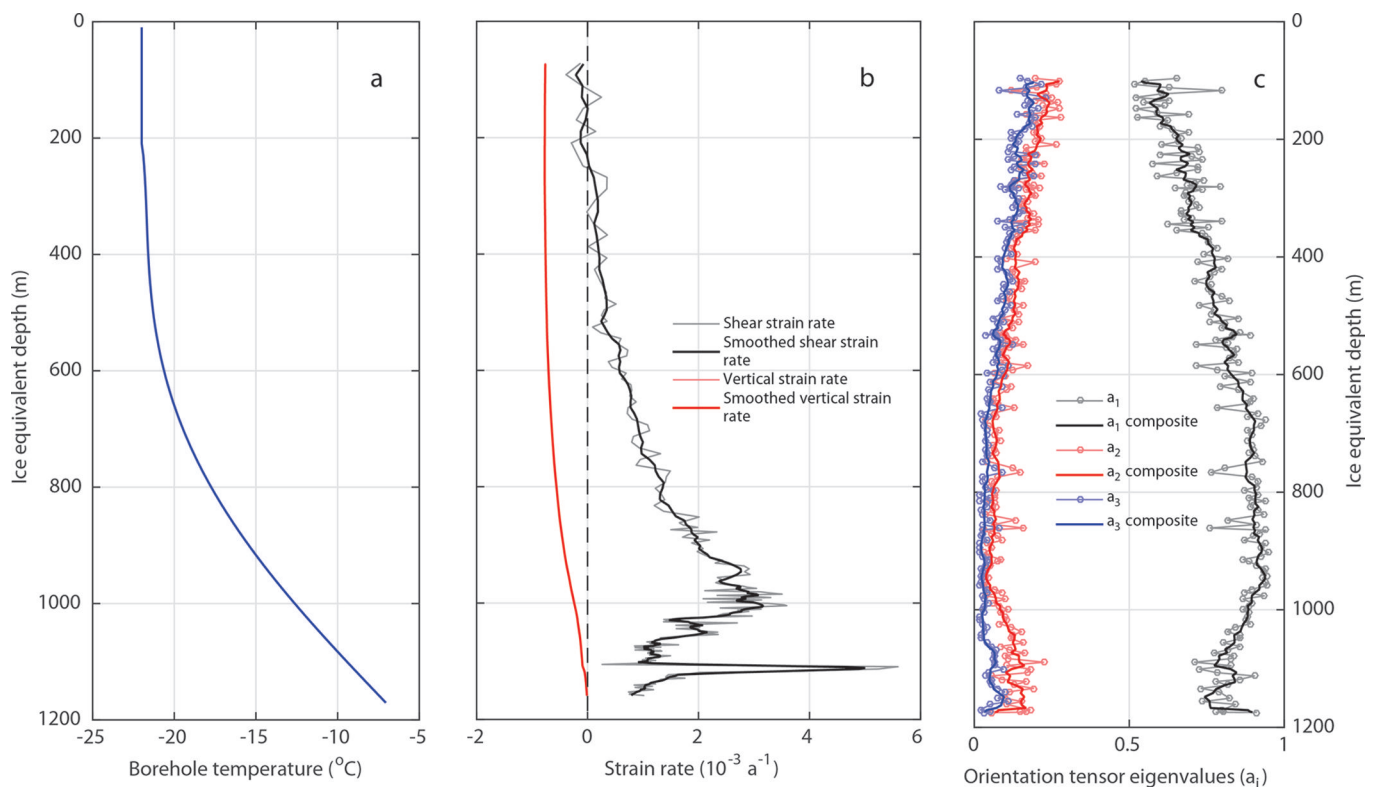 0
200
400
600
800
1000
1200
Ice equivalent depth (m)
-25
-20
-15
-10
-5
Borehole temperature (°C)
a
b
Shear strain rate
Smoothed shear strain
rate
Vertical strain rate
Smoothed vertical strain
rate
-2
0
2
4
6
Strain rate (10⁻³ a⁻¹)
c
a₁
a₁ composite
a₂
a₂ composite
a₃
a₃ composite
0
0.5
1
Orientation tensor eigenvalues (aᵢ)
0
200
400
600
800
1000
1200
Ice equivalent depth (m)